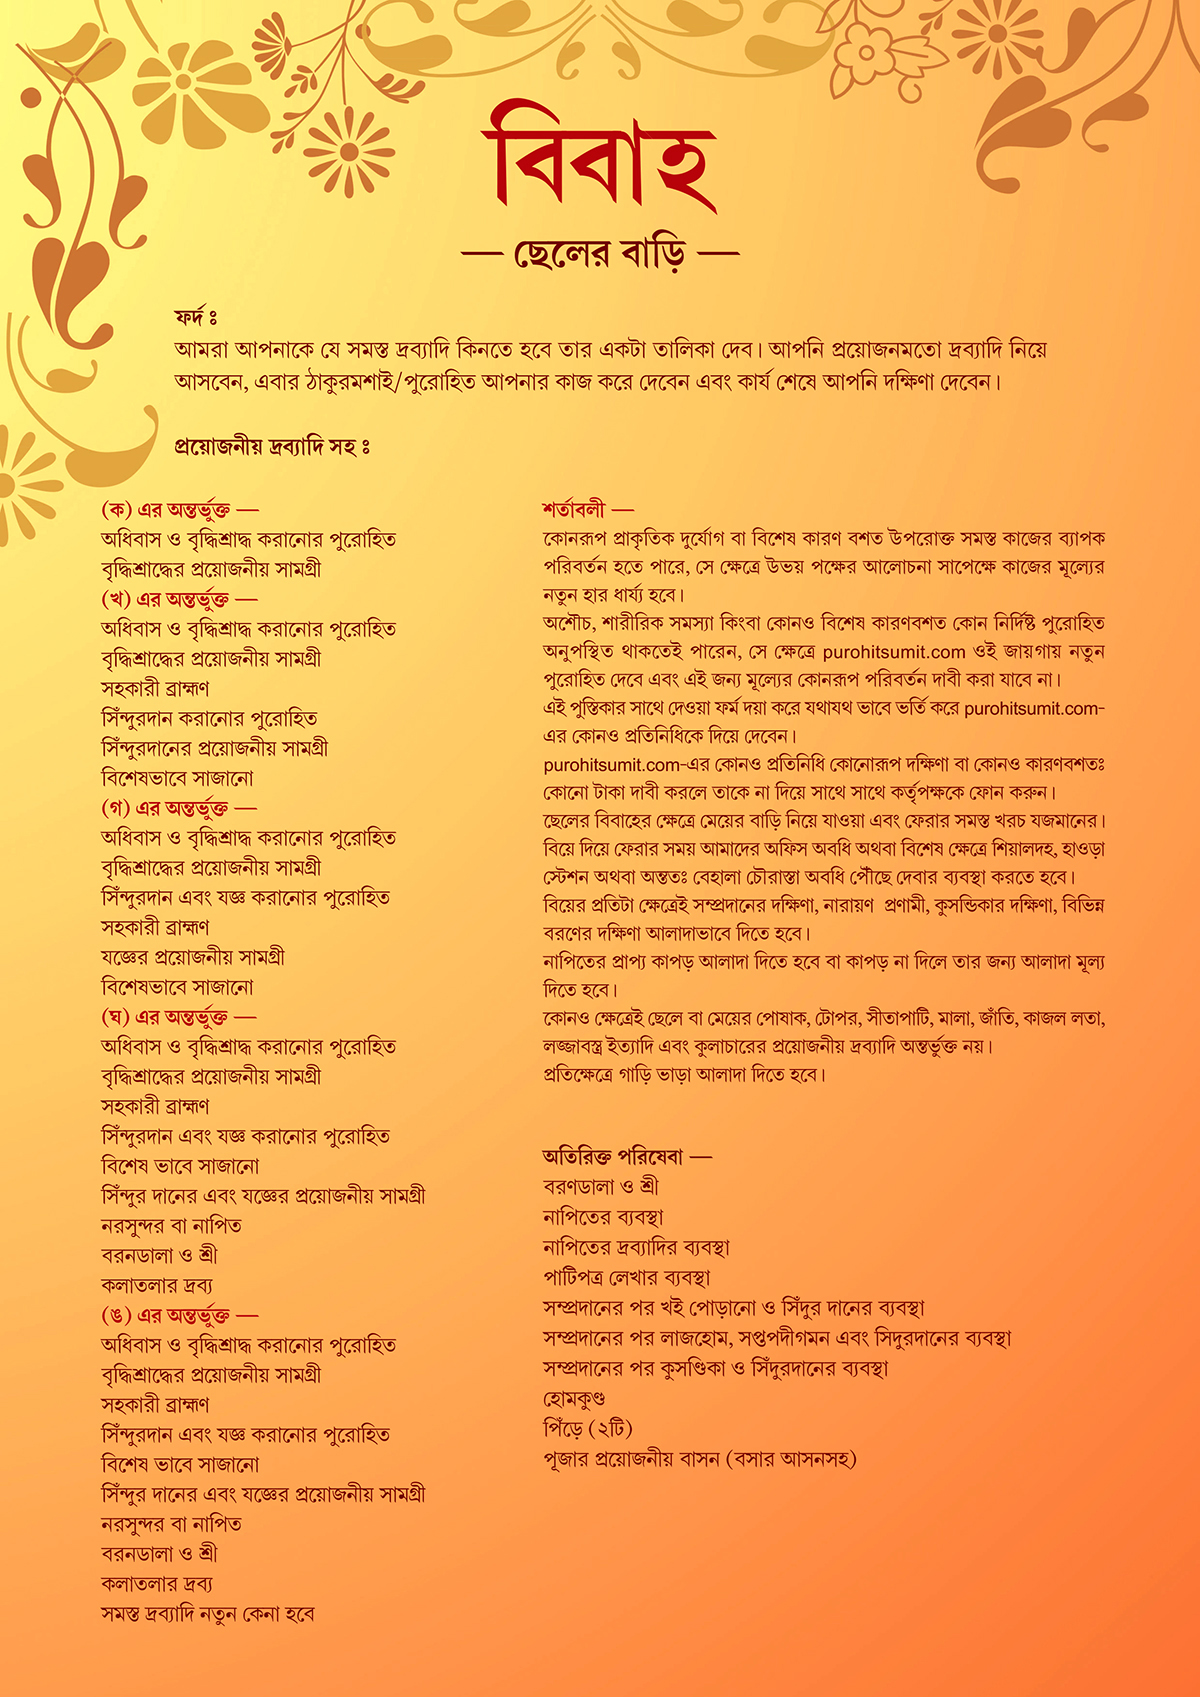 বিবাহ
— ছেলের বাড়ি —
ফর্দ ঃ
আমরা আপনাকে যে সমস্ত দ্রব্যাদি কিনতে হবে তার একটা তালিকা দেব। আপনি প্রয়োজনমতো দ্রব্যাদি নিয়ে
আসবেন, এবার ঠাকুরমশাই/পুরোহিত আপনার কাজ করে দেবেন এবং কার্য শেষে আপনি দক্ষিণা দেবেন।
প্রয়োজনীয় দ্রব্যাদি সহ ঃ
(ক) এর অন্তর্ভুক্ত —
অধিবাস ও বৃদ্ধিশ্রাদ্ধ করানোর পুরোহিত
বৃদ্ধিশ্রাদ্ধের প্রয়োজনীয় সামগ্রী
(খ) এর অন্তর্ভুক্ত —
অধিবাস ও বৃদ্ধিশ্রাদ্ধ করানোর পুরোহিত
বৃদ্ধিশ্রাদ্ধের প্রয়োজনীয় সামগ্রী
সহকারী ব্রাহ্মণ
সিঁন্দুরদান করানোর পুরোহিত
সিঁন্দুরদানের প্রয়োজনীয় সামগ্রী
বিশেষভাবে সাজানো
(গ) এর অন্তর্ভুক্ত —
অধিবাস ও বৃদ্ধিশ্রাদ্ধ করানোর পুরোহিত
বৃদ্ধিশ্রাদ্ধের প্রয়োজনীয় সামগ্রী
সিঁন্দুরদান এবং যজ্ঞ করানোর পুরোহিত
সহকারী ব্রাহ্মণ
যজ্ঞের প্রয়োজনীয় সামগ্রী
বিশেষভাবে সাজানো
(ঘ) এর অন্তর্ভুক্ত —
অধিবাস ও বৃদ্ধিশ্রাদ্ধ করানোর পুরোহিত
বৃদ্ধিশ্রাদ্ধের প্রয়োজনীয় সামগ্রী
সহকারী ব্রাহ্মণ
সিঁন্দুরদান এবং যজ্ঞ করানোর পুরোহিত
বিশেষ ভাবে সাজানো
সিঁন্দুর দানের এবং যজ্ঞের প্রয়োজনীয় সামগ্রী
নরসুন্দর বা নাপিত
বরনডালা ও শ্রী
কলাতলার দ্রব্য
(ঙ) এর অন্তর্ভুক্ত —
অধিবাস ও বৃদ্ধিশ্রাদ্ধ করানোর পুরোহিত
বৃদ্ধিশ্রাদ্ধের প্রয়োজনীয় সামগ্রী
সহকারী ব্রাহ্মণ
সিঁন্দুরদান এবং যজ্ঞ করানোর পুরোহিত
বিশেষ ভাবে সাজানো
সিঁন্দুর দানের এবং যজ্ঞের প্রয়োজনীয় সামগ্রী
নরসুন্দর বা নাপিত
বরনডালা ও শ্রী
কলাতলার দ্রব্য
সমস্ত দ্রব্যাদি নতুন কেনা হবে
শর্তাবলী —
কোনরূপ প্রাকৃতিক দুর্যোগ বা বিশেষ কারণ বশত উপরোক্ত সমস্ত কাজের ব্যাপক
পরিবর্তন হতে পারে, সে ক্ষেত্রে উভয় পক্ষের আলোচনা সাপেক্ষে কাজের মূল্যের
নতুন হার ধার্য্য হবে।
অশৌচ, শারীরিক সমস্যা কিংবা কোনও বিশেষ কারণবশত কোন নির্দিষ্ট পুরোহিত
অনুপস্থিত থাকতেই পারেন, সে ক্ষেত্রে purohitsumit.com ওই জায়গায় নতুন
পুরোহিত দেবে এবং এই জন্য মূল্যের কোনরূপ পরিবর্তন দাবী করা যাবে না।
এই পুস্তিকার সাথে দেওয়া ফর্ম দয়া করে যথাযথ ভাবে ভর্তি করে purohitsumit.com-
এর কোনও প্রতিনিধিকে দিয়ে দেবেন।
purohitsumit.com-এর কোনও প্রতিনিধি কোনোরূপ দক্ষিণা বা কোনও কারণবশতঃ
কোনো টাকা দাবী করলে তাকে না দিয়ে সাথে সাথে কর্তৃপক্ষকে ফোন করুন।
ছেলের বিবাহের ক্ষেত্রে মেয়ের বাড়ি নিয়ে যাওয়া এবং ফেরার সমস্ত খরচ যজমানের।
বিয়ে দিয়ে ফেরার সময় আমাদের অফিস অবধি অথবা বিশেষ ক্ষেত্রে শিয়ালদহ, হাওড়া
স্টেশন অথবা অন্ততঃ বেহালা চৌরাস্তা অবধি পৌঁছে দেবার ব্যবস্থা করতে হবে।
বিয়ের প্রতিটা ক্ষেত্রেই সম্প্রদানের দক্ষিণা, নারায়ণ প্রণামী, কুসন্ডিকার দক্ষিণা, বিভিন্ন
বরণের দক্ষিণা আলাদাভাবে দিতে হবে।
নাপিতের প্রাপ্য কাপড় আলাদা দিতে হবে বা কাপড় না দিলে তার জন্য আলাদা মূল্য
দিতে হবে।
কোনও ক্ষেত্রেই ছেলে বা মেয়ের পোষাক, টোপর, সীতাপাটি, মালা, জাঁতি, কাজল লতা,
লজ্জাবস্ত্র ইত্যাদি এবং কুলাচারের প্রয়োজনীয় দ্রব্যাদি অন্তর্ভুক্ত নয়।
প্রতিক্ষেত্রে গাড়ি ভাড়া আলাদা দিতে হবে।
অতিরিক্ত পরিষেবা —
বরণডালা ও শ্রী
নাপিতের ব্যবস্থা
নাপিতের দ্রব্যাদির ব্যবস্থা
পাটিপত্র লেখার ব্যবস্থা
সম্প্রদানের পর খই পোড়ানো ও সিঁদুর দানের ব্যবস্থা
সম্প্রদানের পর লাজহোম, সপ্তপদীগমন এবং সিদুরদানের ব্যবস্থা
সম্প্রদানের পর কুসণ্ডিকা ও সিঁদুরদানের ব্যবস্থা
হোমকুণ্ড
পিঁড়ে (২টি)
পূজার প্রয়োজনীয় বাসন (বসার আসনসহ)